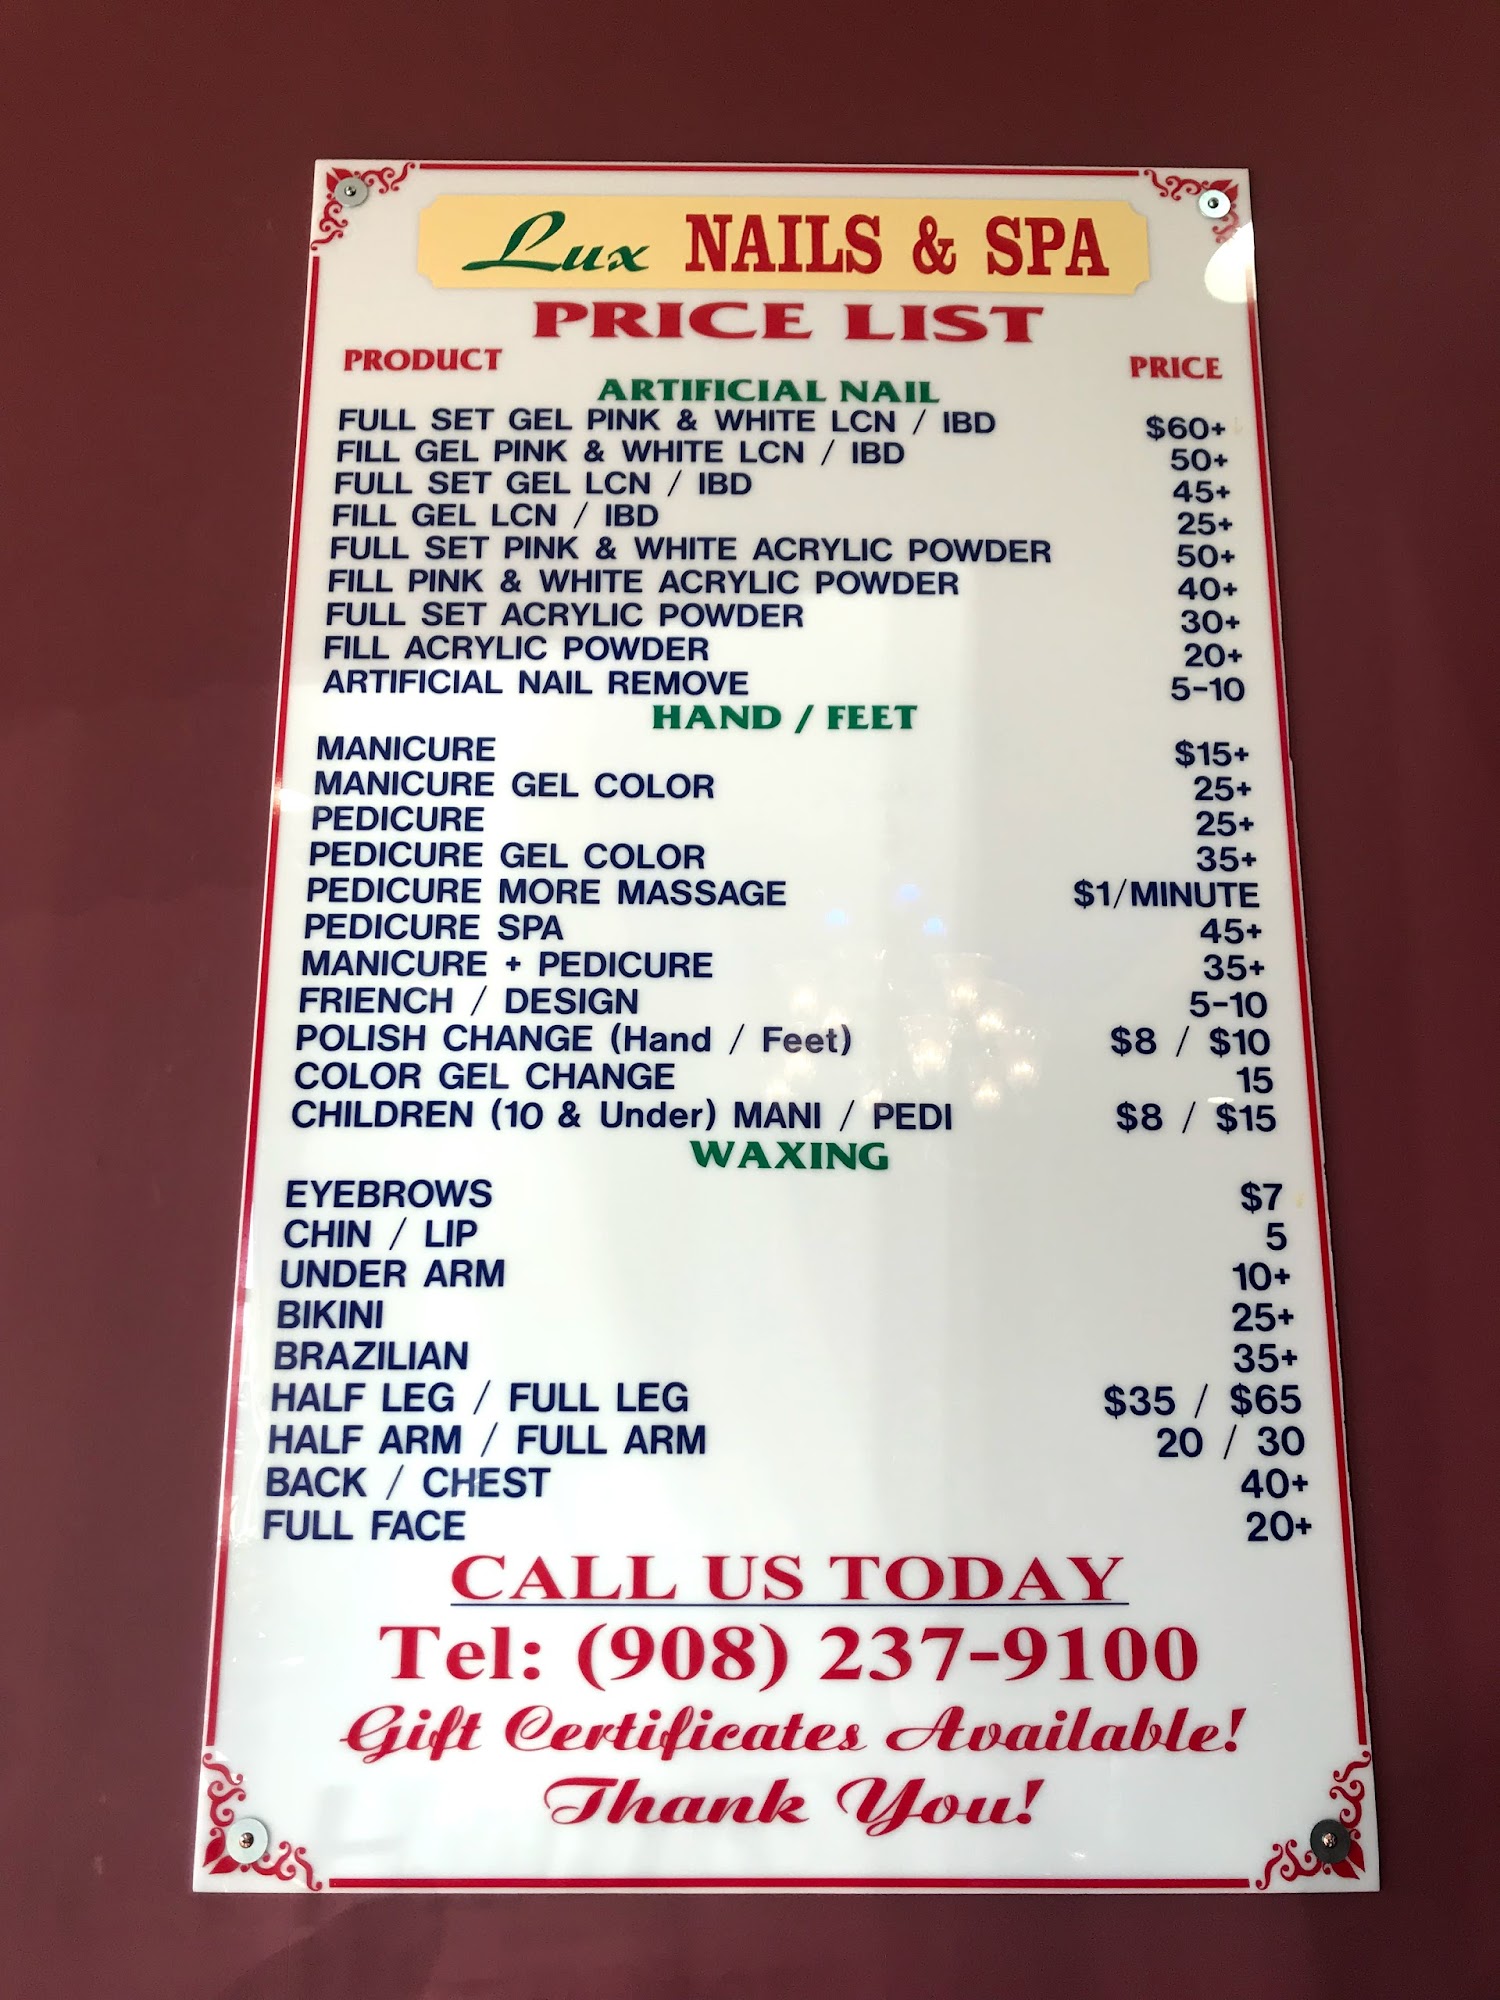 Lux NAILS & SPA
PRICE LIST
PRODUCT PRICE
ARTIFICIAL NAIL
FULL SET GEL PINK & WHITE LCN / IBD $60+
FILL GEL PINK & WHITE LCN / IBD 50+
FULL SET GEL LCN / IBD 45+
FILL GEL LCN / IBD 25+
FULL SET PINK & WHITE ACRYLIC POWDER 50+
FILL PINK & WHITE ACRYLIC POWDER 40+
FULL SET ACRYLIC POWDER 30+
FILL ACRYLIC POWDER 20+
ARTIFICIAL NAIL REMOVE 5-10
HAND / FEET
MANICURE $15+
MANICURE GEL COLOR 25+
PEDICURE 25+
PEDICURE GEL COLOR 35+
PEDICURE MORE MASSAGE $1/MINUTE
PEDICURE SPA 45+
MANICURE + PEDICURE 35+
FRIENCH / DESIGN 5-10
POLISH CHANGE (Hand / Feet) $8 / $10
COLOR GEL CHANGE 15
CHILDREN (10 & Under) MANI / PEDI $8 / $15
WAXING
EYEBROWS $7
CHIN / LIP 5
UNDER ARM 10+
BIKINI 25+
BRAZILIAN 35+
HALF LEG / FULL LEG $35 / $65
HALF ARM / FULL ARM 20 / 30
BACK / CHEST 40+
FULL FACE 20+
CALL US TODAY
Tel: (908) 237-9100
Gift Certificates Available!
Thank You!